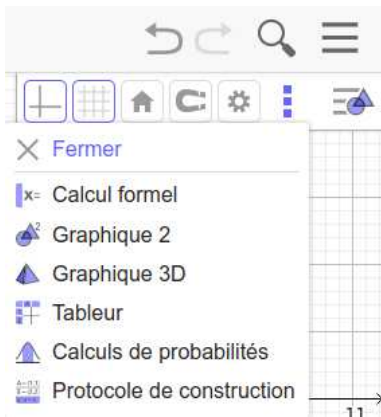 Fermer
x= Calcul formel
Graphique 2
Graphique 3D
Tableur
Calculs de probabilités
Protocole de construction
11